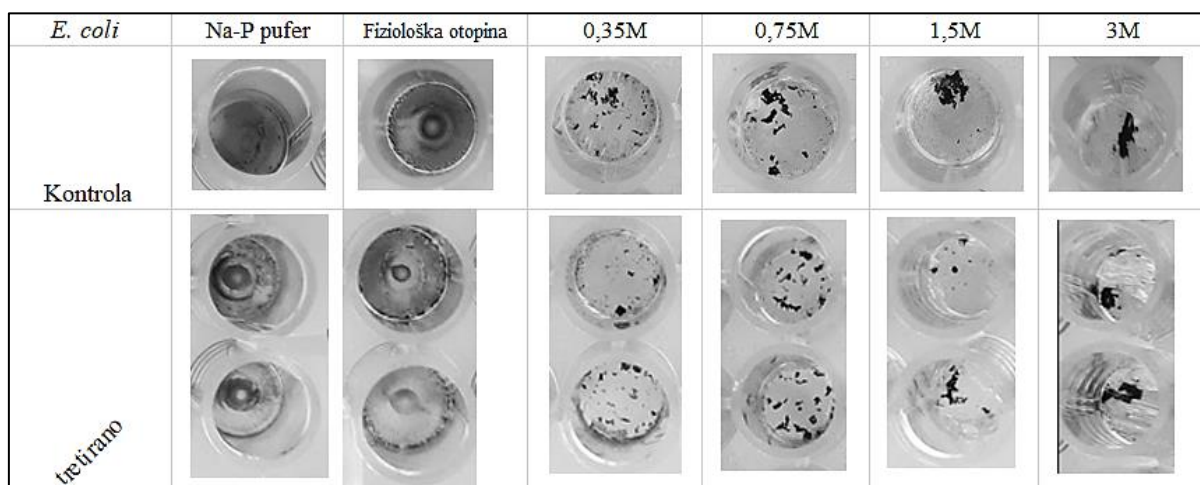 E. coli Na-P pufer Fiziološka otopina 0,35M 0,75M 1,5M 3M
Kontrola
tretirano